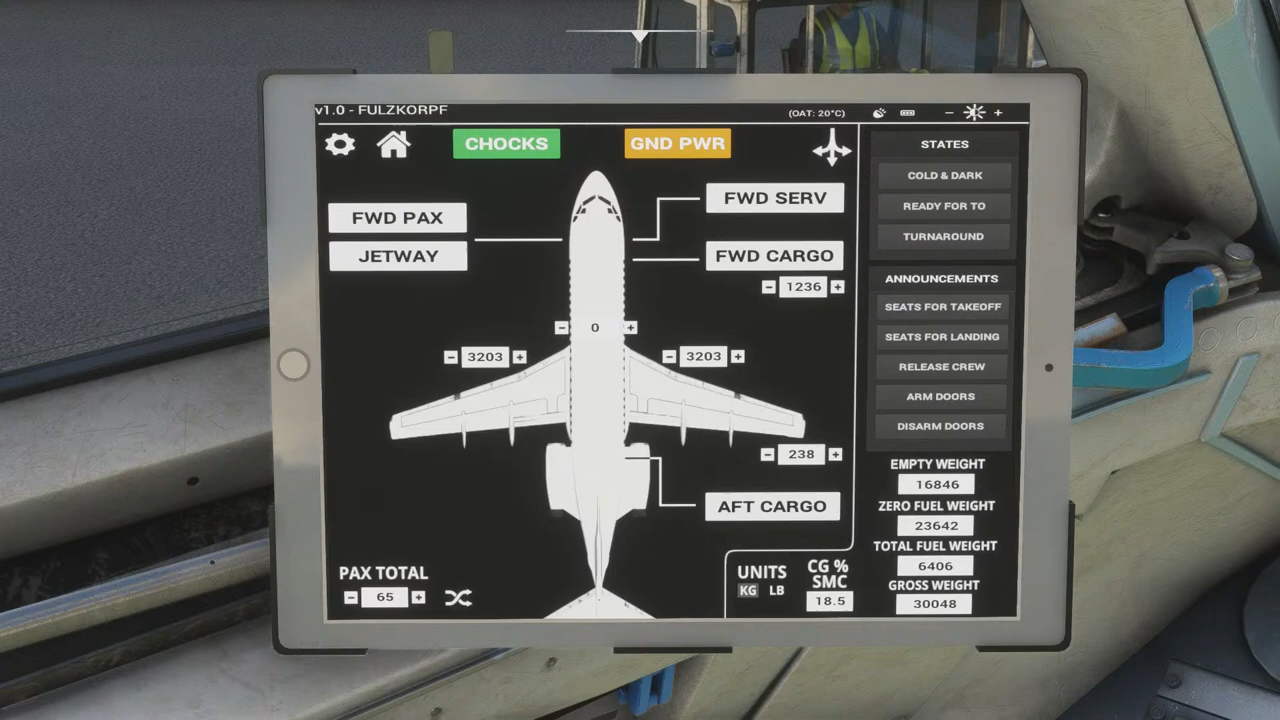 v1.0 - FULZKORPF
(OAT: 20°C)
− +
CHOCKS
GND PWR
FWD PAX
JETWAY
FWD SERV
FWD CARGO
− 1236 +
− 0 +
− 3203 +
− 3203 +
− 238 +
AFT CARGO
PAX TOTAL
− 65 +
UNITS
KG LB
CG %
SMC
18.5
STATES
COLD & DARK
READY FOR TO
TURNAROUND
ANNOUNCEMENTS
SEATS FOR TAKEOFF
SEATS FOR LANDING
RELEASE CREW
ARM DOORS
DISARM DOORS
EMPTY WEIGHT
16846
ZERO FUEL WEIGHT
23642
TOTAL FUEL WEIGHT
6406
GROSS WEIGHT
30048